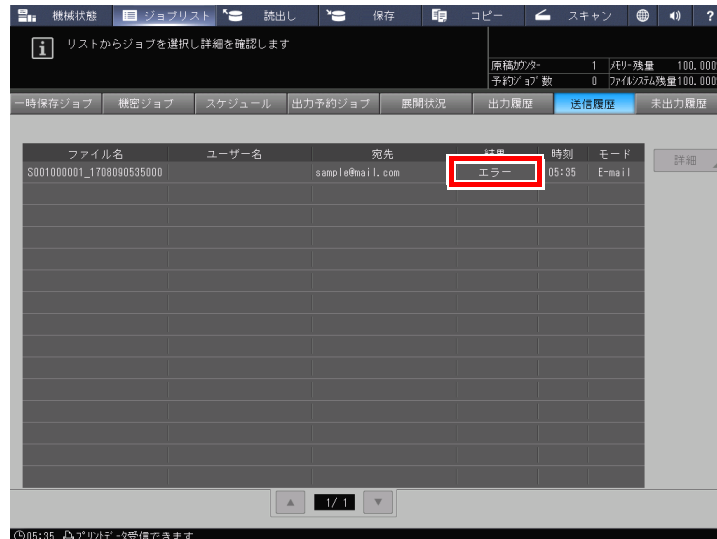 機械状態 ジョブリスト 読出し 保存 コピー スキャン ?
i リストからジョブを選択し詳細を確認します
原稿カウンター 1 メモリー残量 100.000
予約ジョブ数 0 ファイルシステム残量100.000
一時保存ジョブ 機密ジョブ スケジュール 出力予約ジョブ 展開状況 出力履歴 送信履歴 未出力履歴
ファイル名 ユーザー名 宛先 結果 時刻 モード 詳細
S001000001_1708090535000 sample@mail.com エラー 05:35 E-mail
1/ 1
05:35 プリントデータ受信できます